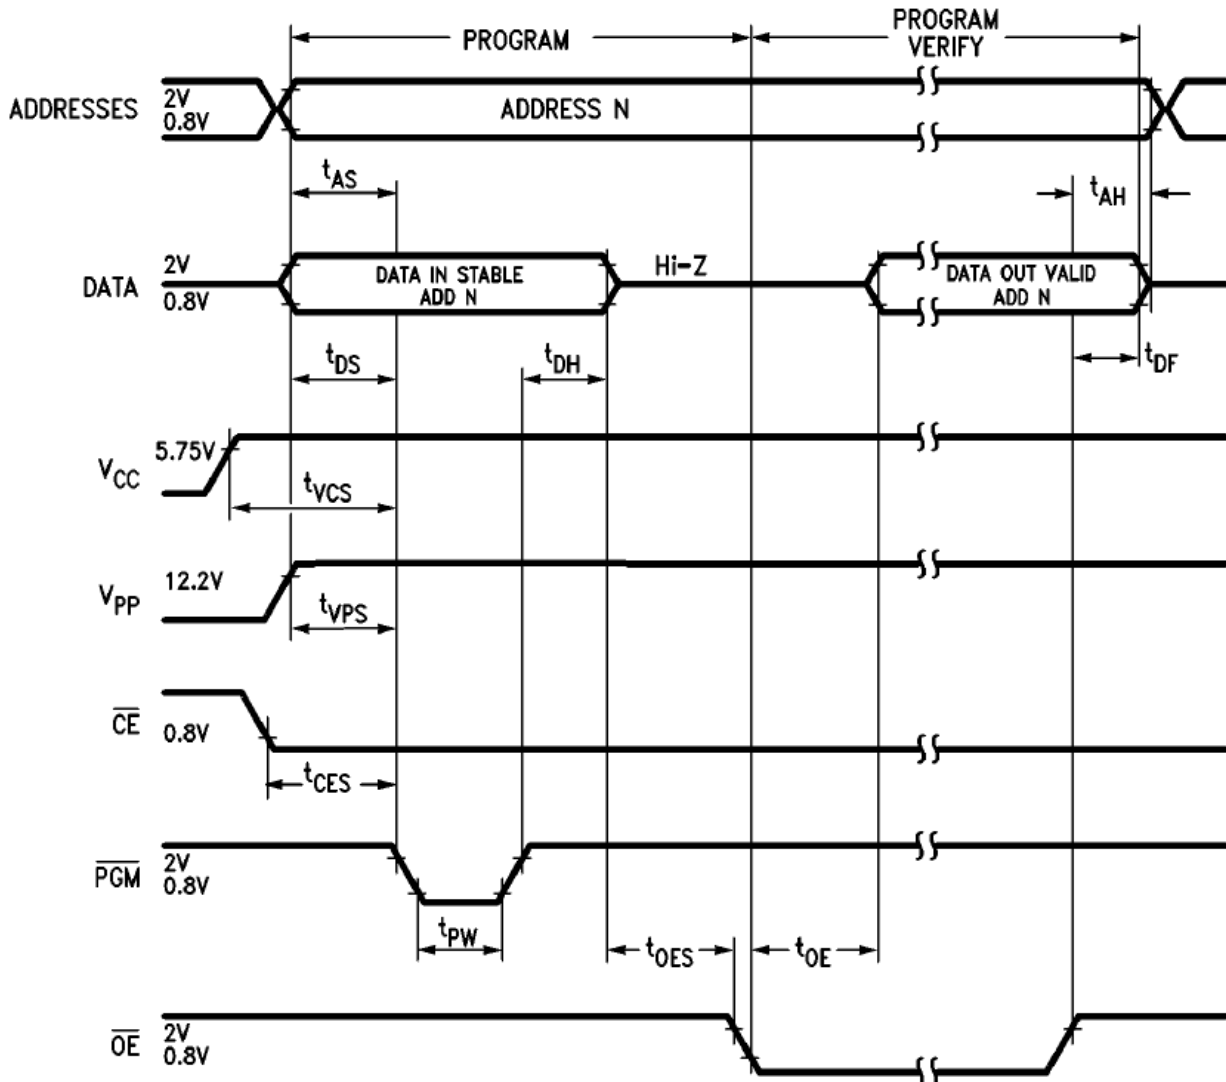 PROGRAM
PROGRAM
VERIFY
ADDRESSES
2V
0.8V
ADDRESS N
tAS
tAH
DATA
2V
0.8V
DATA IN STABLE
ADD N
Hi-Z
DATA OUT VALID
ADD N
tDS
tDH
tDF
VCC
5.75V
tVCS
VPP
12.2V
tVPS
CE
0.8V
tCES
PGM
2V
0.8V
tPW
tOES
tOE
OE
2V
0.8V